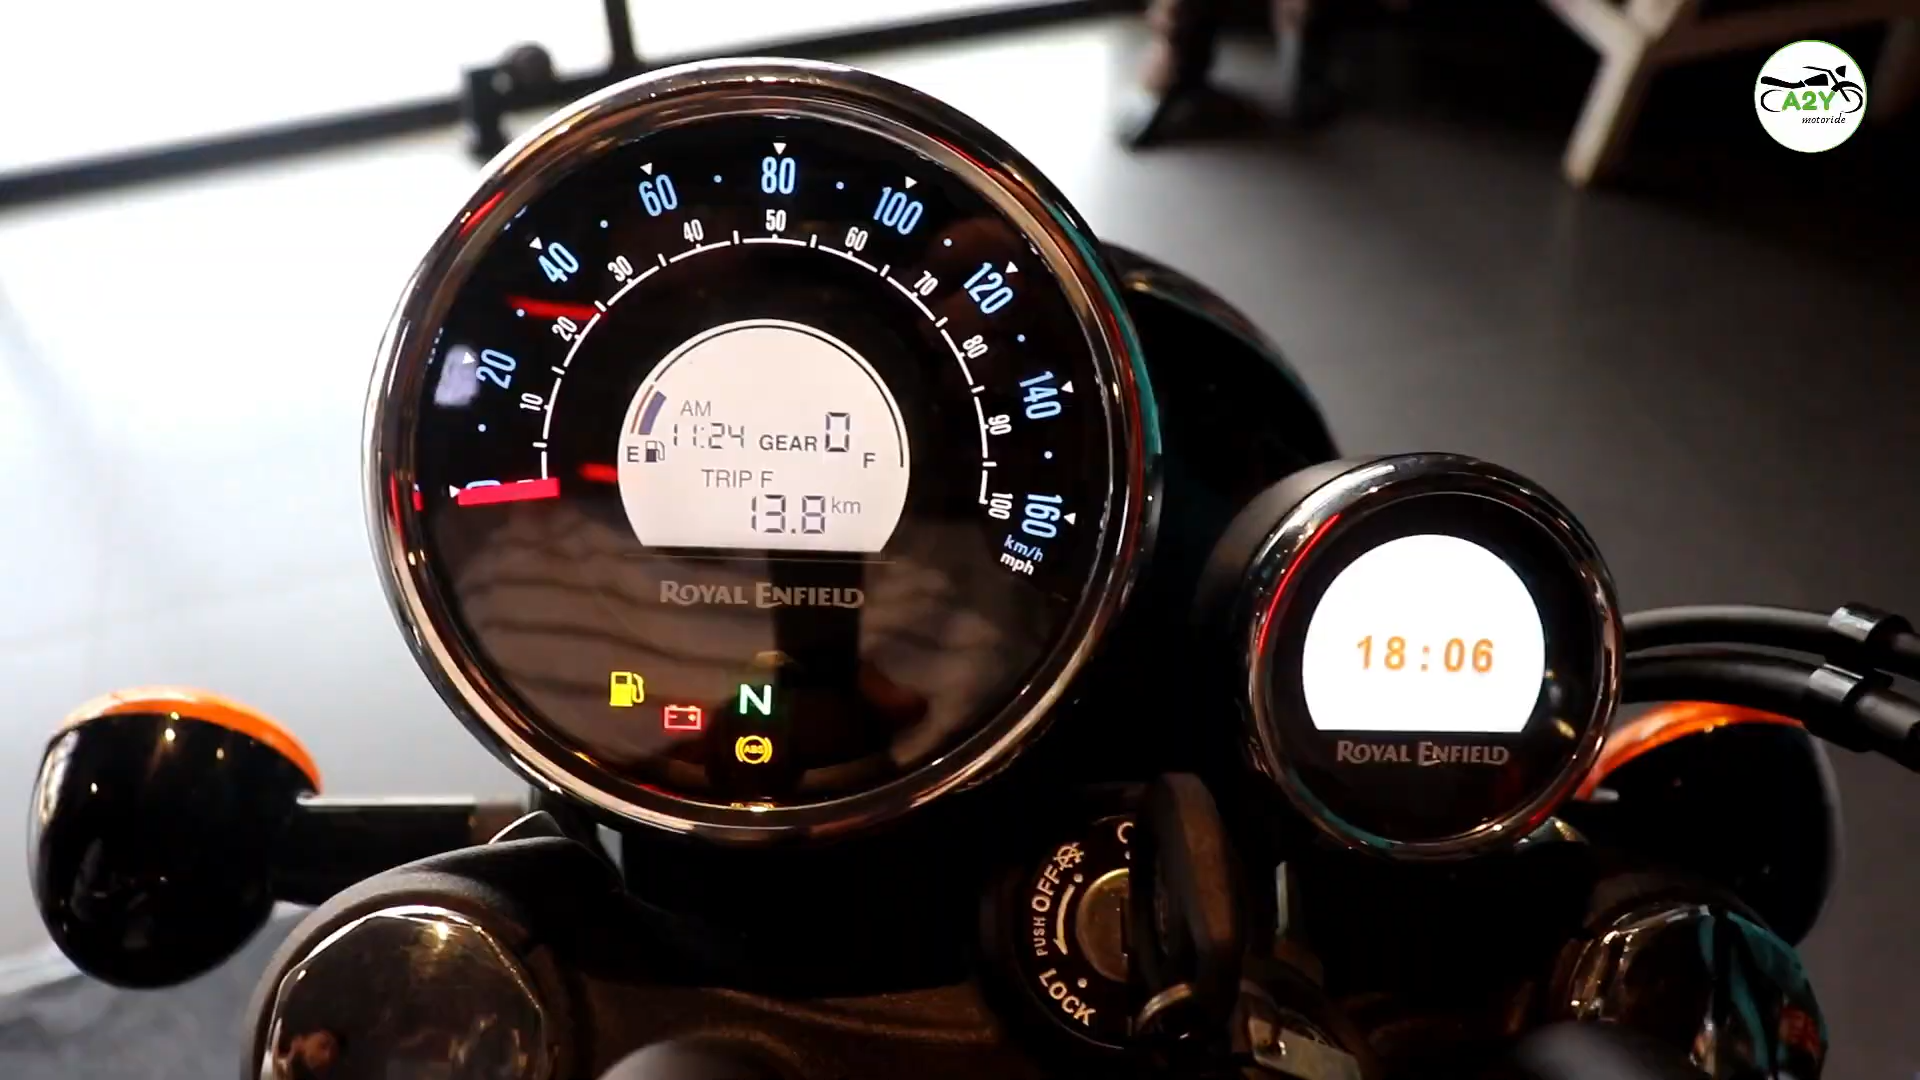 A2Y
motoride
60 80 100
40 120
20 140
160
km/h
mph
10 20 30 40 50 60 70 80 90 100
AM
11:24 GEAR 0
E F
TRIP F
13.8 km
ROYAL ENFIELD
N
ABS
18:06
ROYAL ENFIELD
OFF
PUSH
LOCK